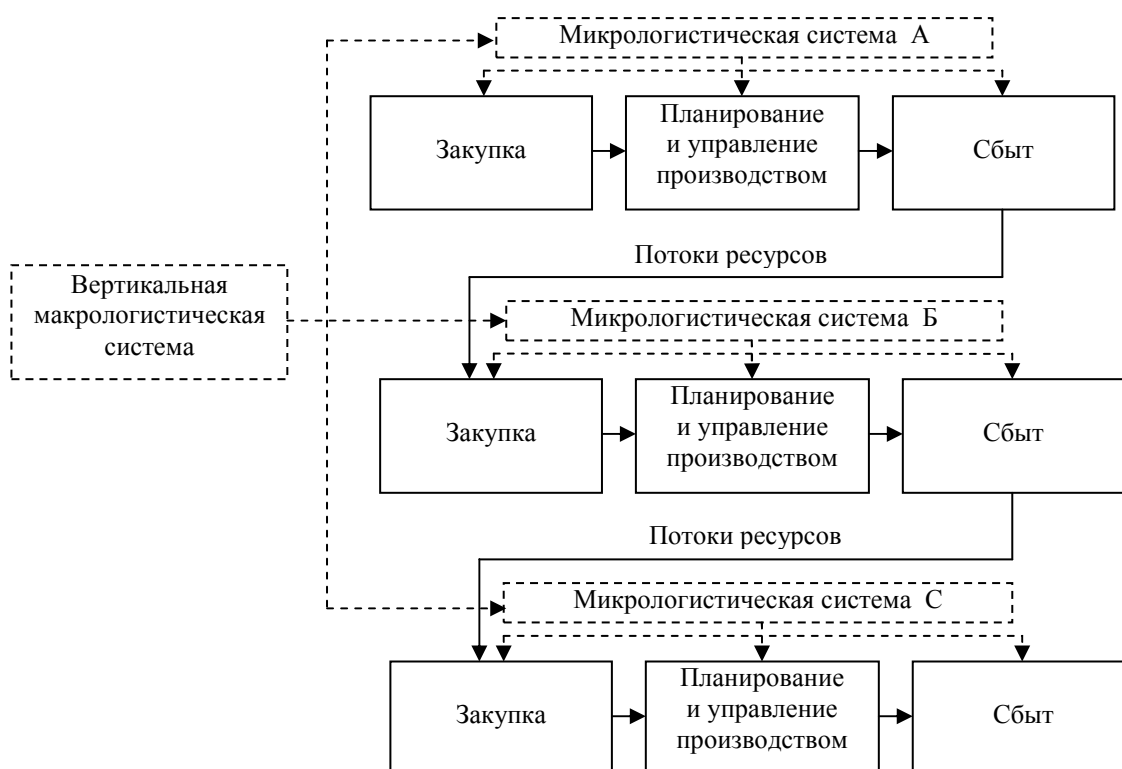 Микрологистическая система А
Закупка
Планирование
и управление
производством
Сбыт
Потоки ресурсов
Вертикальная
макрологистическая
система
Микрологистическая система Б
Закупка
Планирование
и управление
производством
Сбыт
Потоки ресурсов
Микрологистическая система С
Закупка
Планирование
и управление
производством
Сбыт